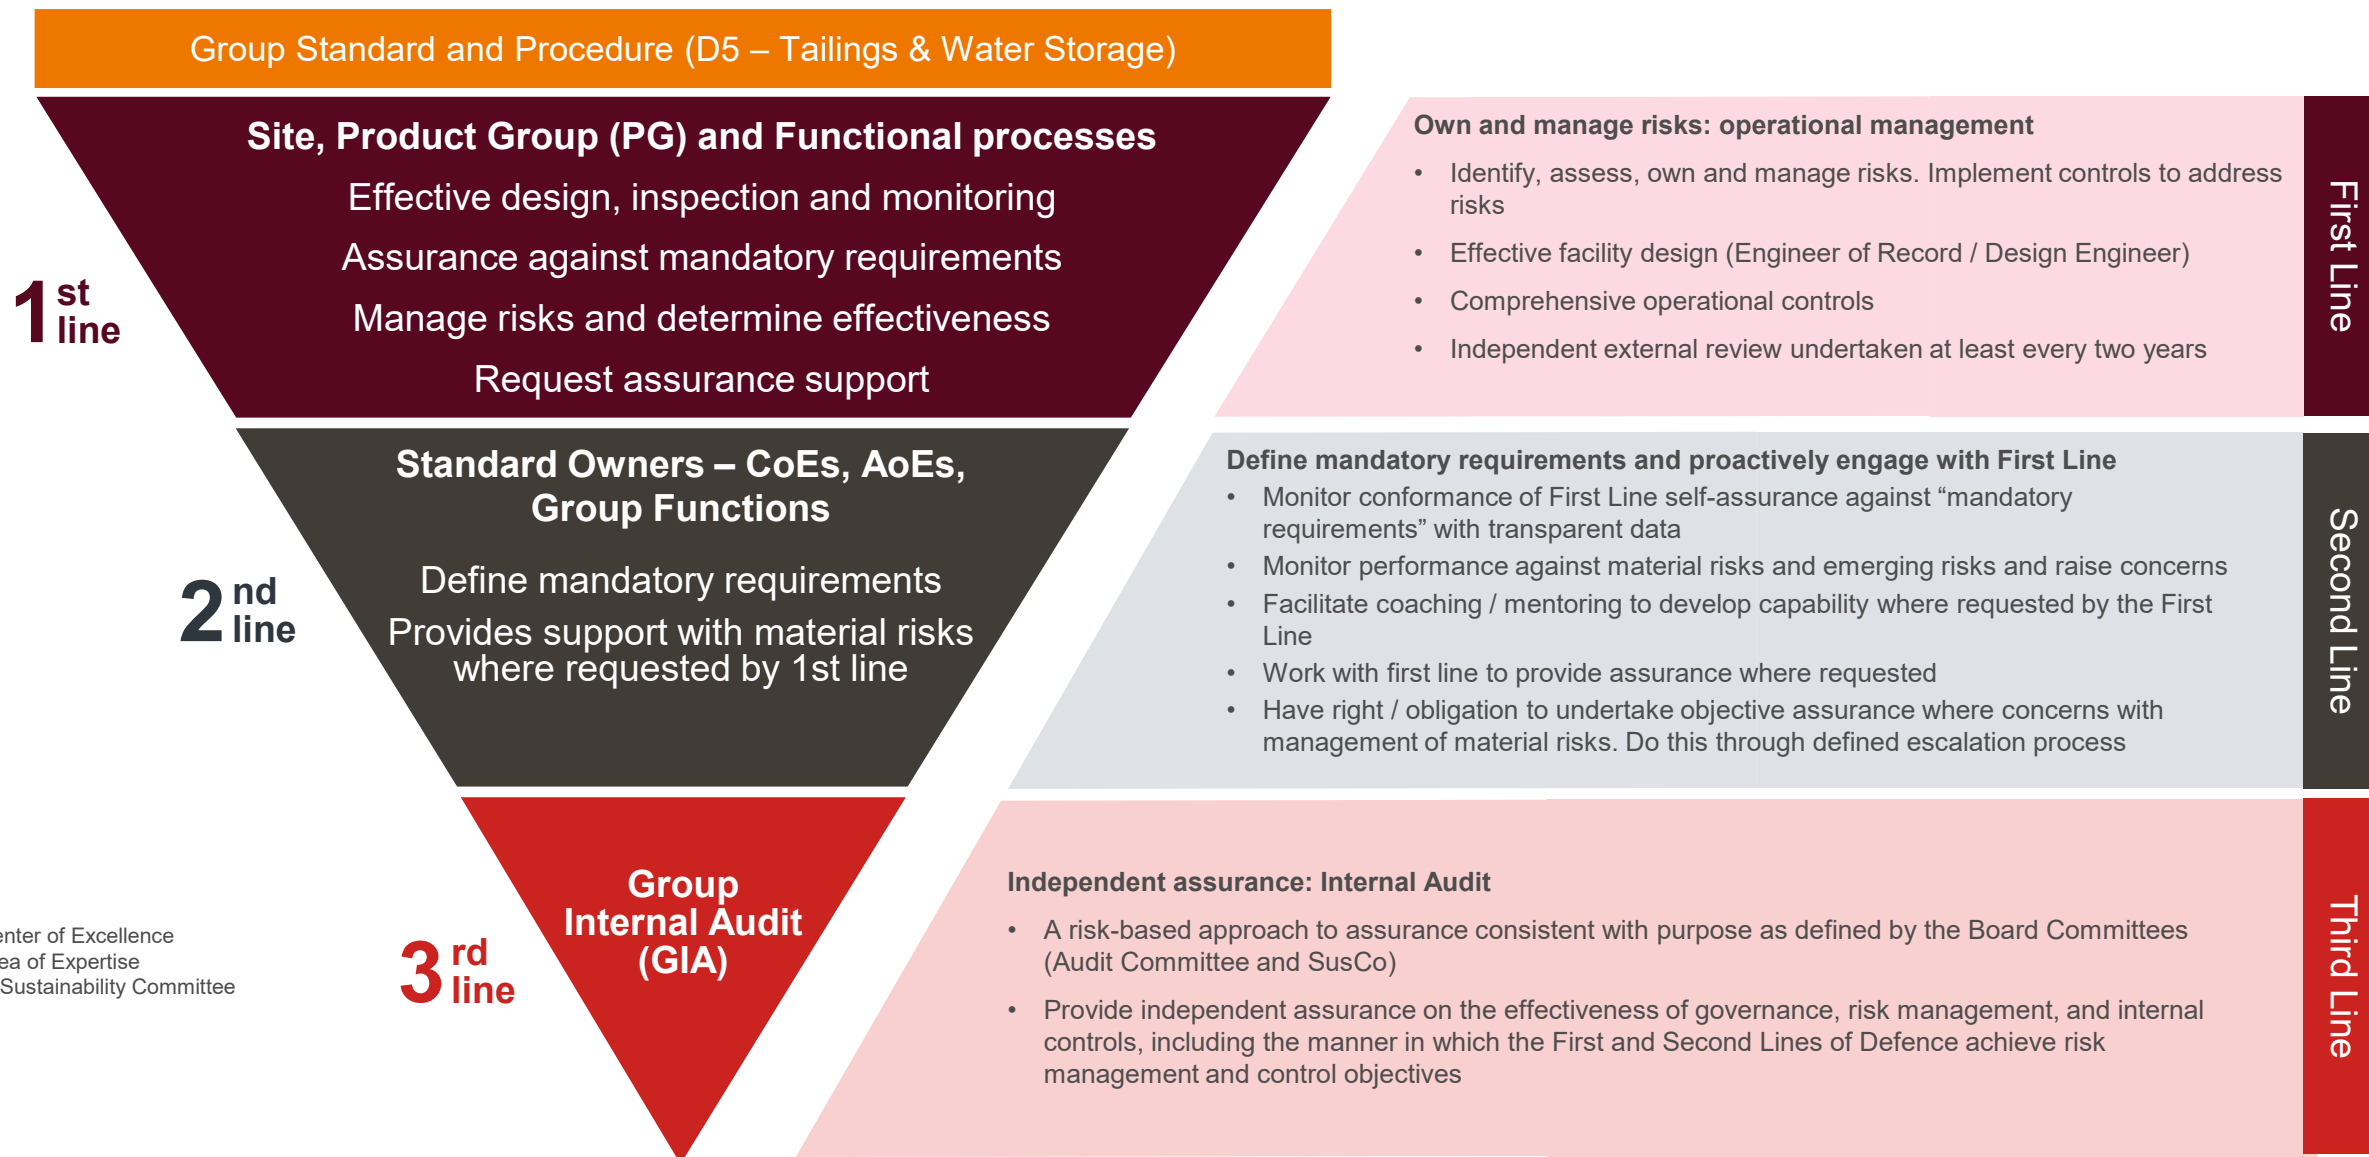 Group Standard and Procedure (D5 – Tailings & Water Storage)
Site, Product Group (PG) and Functional processes
Effective design, inspection and monitoring
Assurance against mandatory requirements
Manage risks and determine effectiveness
Request assurance support
1 st
line
Own and manage risks: operational management
• Identify, assess, own and manage risks. Implement controls to address
risks
• Effective facility design (Engineer of Record / Design Engineer)
• Comprehensive operational controls
• Independent external review undertaken at least every two years
First Line
Standard Owners – CoEs, AoEs,
Group Functions
Define mandatory requirements
Provides support with material risks
where requested by 1st line
2 nd
line
Define mandatory requirements and proactively engage with First Line
• Monitor conformance of First Line self-assurance against “mandatory
requirements” with transparent data
• Monitor performance against material risks and emerging risks and raise concerns
• Facilitate coaching / mentoring to develop capability where requested by the First
Line
• Work with first line to provide assurance where requested
• Have right / obligation to undertake objective assurance where concerns with
management of material risks. Do this through defined escalation process
Second Line
Group
Internal Audit
(GIA)
3 rd
line
Independent assurance: Internal Audit
• A risk-based approach to assurance consistent with purpose as defined by the Board Committees
(Audit Committee and SusCo)
• Provide independent assurance on the effectiveness of governance, risk management, and internal
controls, including the manner in which the First and Second Lines of Defence achieve risk
management and control objectives
Third Line
of Excellence
of Expertise
Sustainability Committee